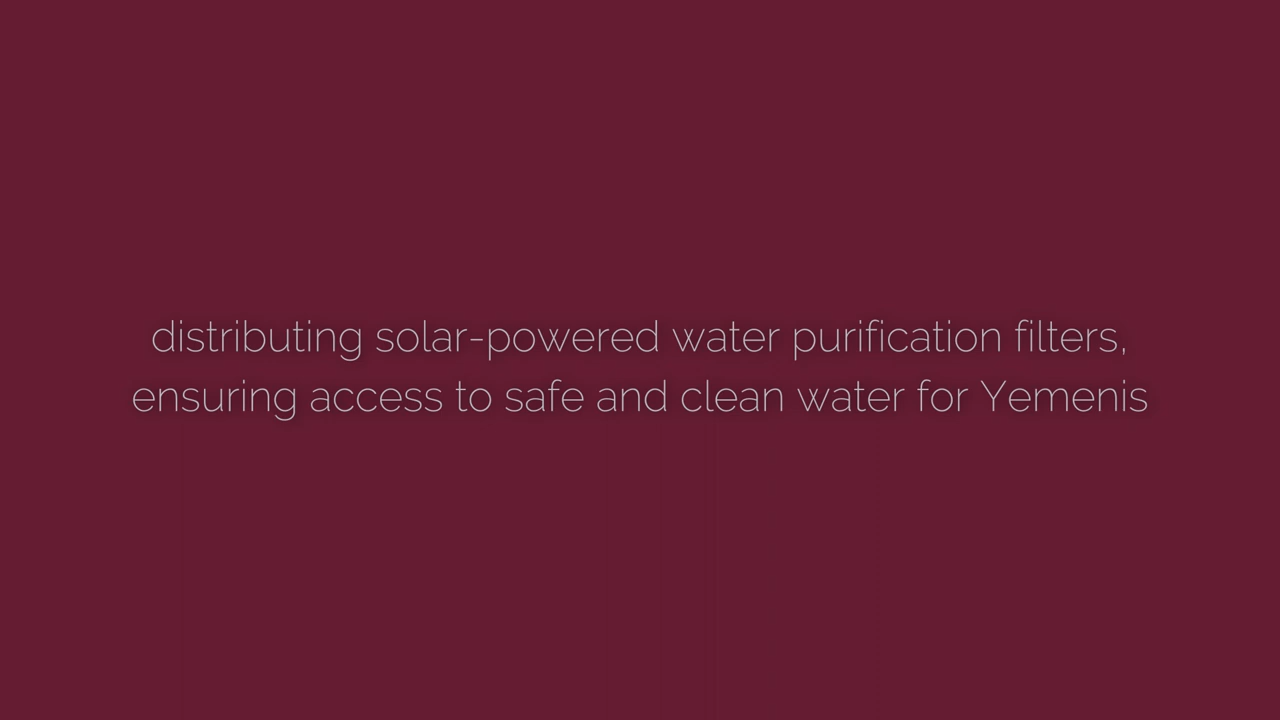 distributing solar-powered water purification filters,
ensuring access to safe and clean water for Yemenis